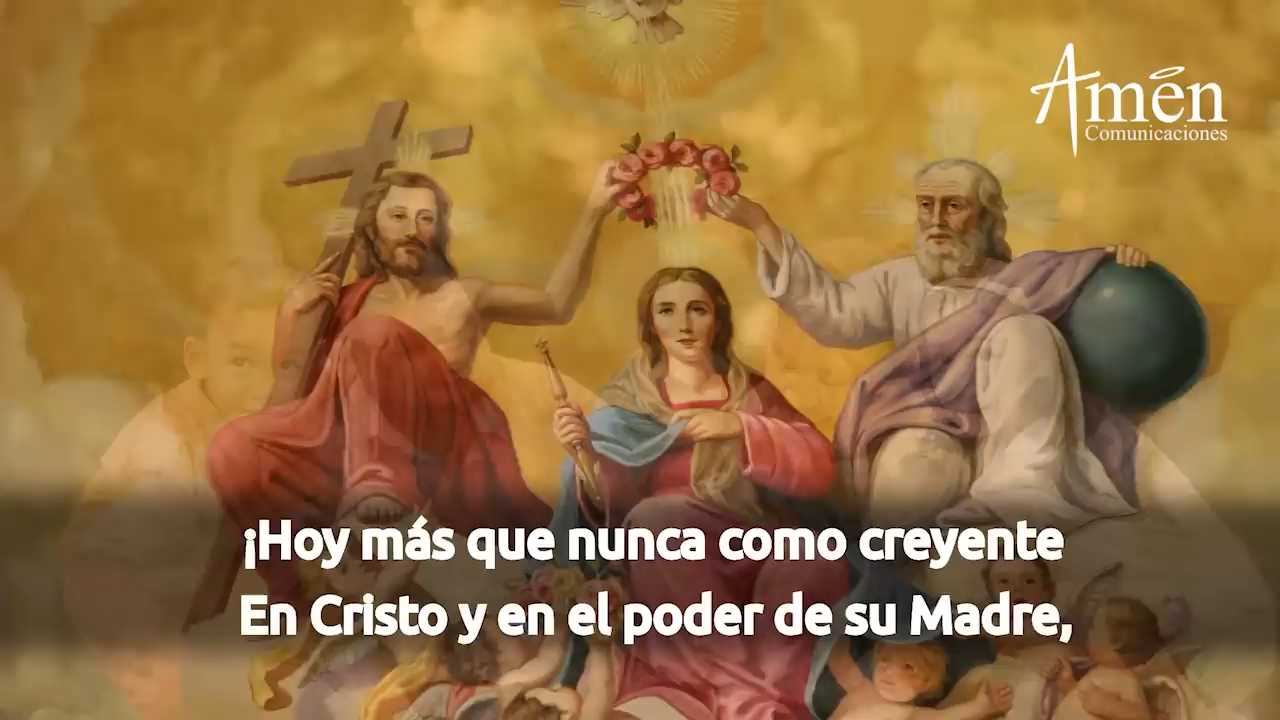 Amén
Comunicaciones
¡Hoy más que nunca como creyente
En Cristo y en el poder de su Madre,